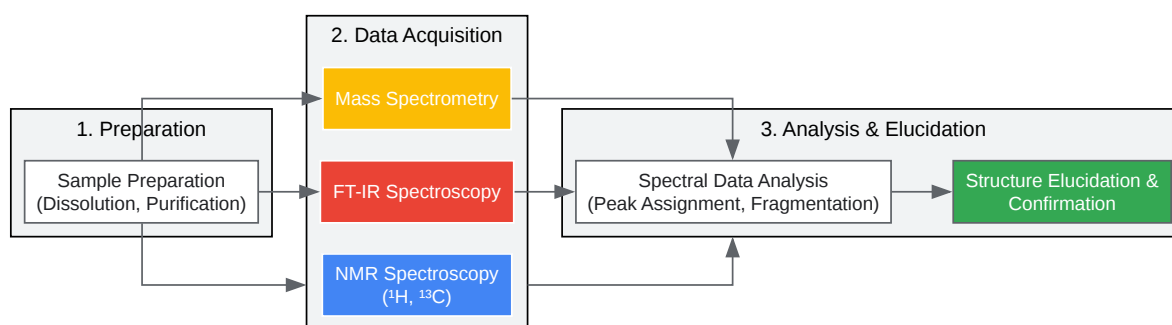 1. Preparation
Sample Preparation
(Dissolution, Purification)
2. Data Acquisition
Mass Spectrometry
FT-IR Spectroscopy
NMR Spectroscopy
(¹H, ¹³C)
3. Analysis & Elucidation
Spectral Data Analysis
(Peak Assignment, Fragmentation)
Structure Elucidation &
Confirmation